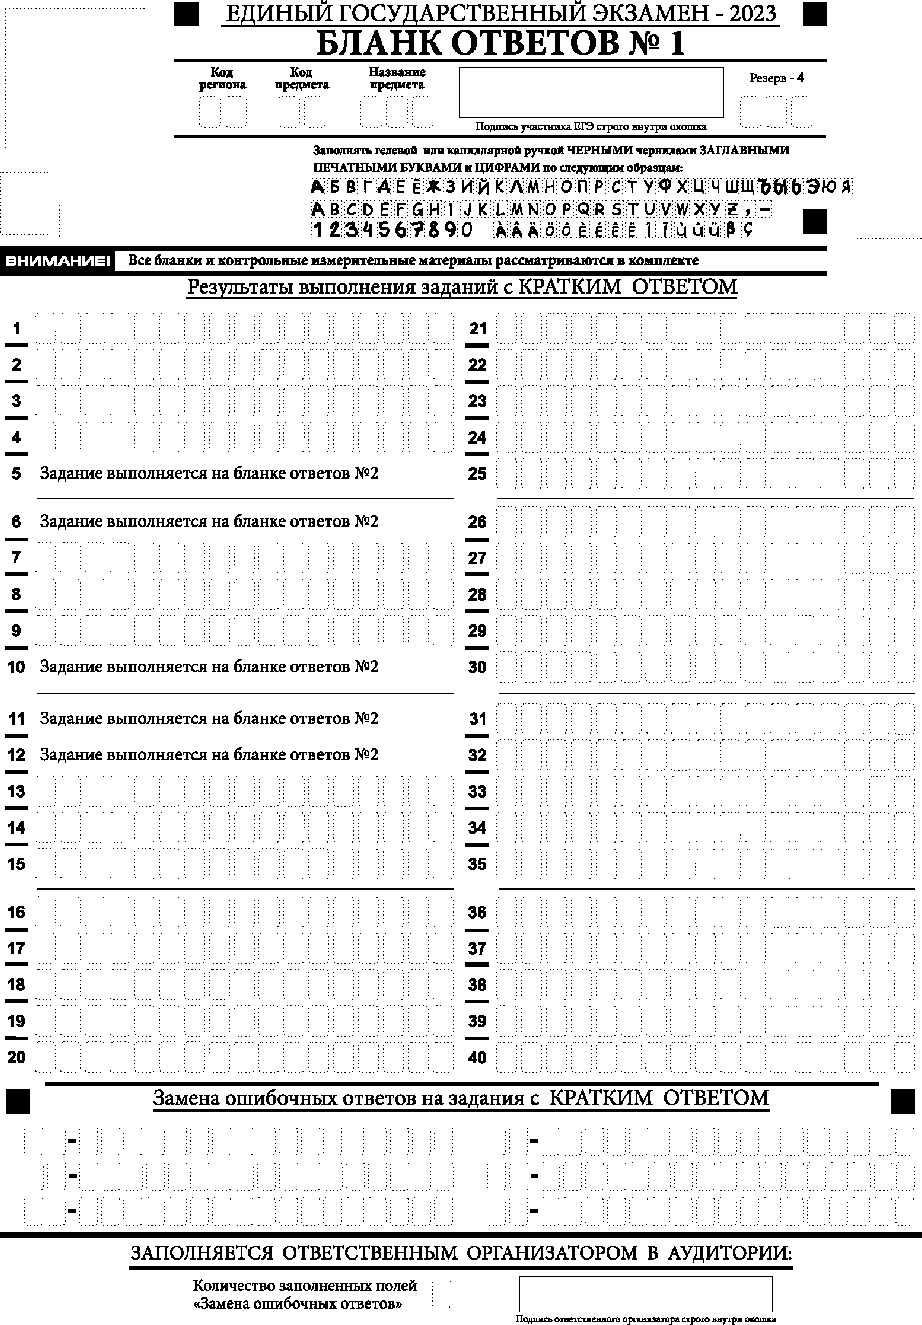 ЕДИНЫЙ ГОСУДАРСТВЕННЫЙ ЭКЗАМЕН - 2023
БЛАНК ОТВЕТОВ № 1
Код региона
Код предмета
Название предмета
Резерв - 4
Подпись участника ЕГЭ строго внутри окошка
Заполнять гелевой или капиллярной ручкой ЧЕРНЫМИ чернилами ЗАГЛАВНЫМИ
ПЕЧАТНЫМИ БУКВАМИ и ЦИФРАМИ по следующим образцам:
А Б В Г Д Е Ё Ж З И Й К Л М Н О П Р С Т У Ф Х Ц Ч Ш Щ Ъ Ы Ь Э Ю Я
A B C D E F G H I J K L M N O P Q R S T U V W X Y Z , -
1 2 3 4 5 6 7 8 9 0
ВНИМАНИЕ! Все бланки и контрольные измерительные материалы рассматриваются в комплекте
Результаты выполнения заданий с КРАТКИМ ОТВЕТОМ
1
2
3
4
5 Задание выполняется на бланке ответов №2
6 Задание выполняется на бланке ответов №2
7
8
9
10 Задание выполняется на бланке ответов №2
11 Задание выполняется на бланке ответов №2
12 Задание выполняется на бланке ответов №2
13
14
15
16
17
18
19
20
21
22
23
24
25
26
27
28
29
30
31
32
33
34
35
36
37
38
39
40
Замена ошибочных ответов на задания с КРАТКИМ ОТВЕТОМ
- -
- -
- -
ЗАПОЛНЯЕТСЯ ОТВЕТСТВЕННЫМ ОРГАНИЗАТОРОМ В АУДИТОРИИ:
Количество заполненных полей
«Замена ошибочных ответов»
Подпись ответственного организатора строго внутри окошка